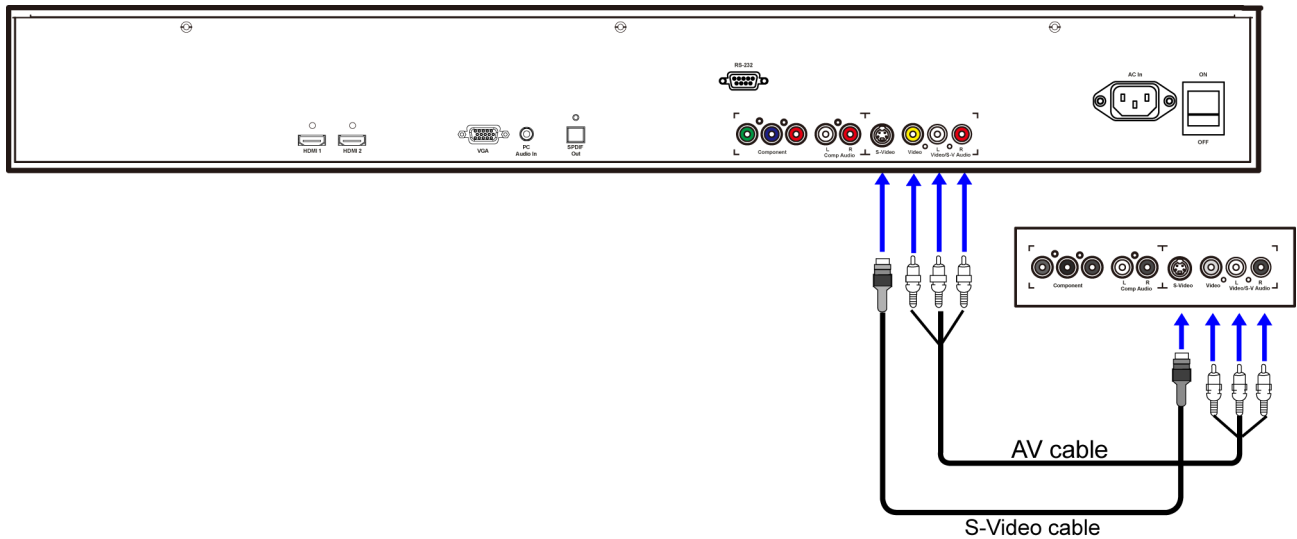 RS-232
AC In
ON
OFF
HDMI 1
HDMI 2
VGA
PC
Audio In
SPDIF
Out
Component
L R
Comp Audio
S-Video
Video
L R
Video/S-V Audio
Component
L R
Comp Audio
S-Video
Video
L R
Video/S-V Audio
AV cable
S-Video cable